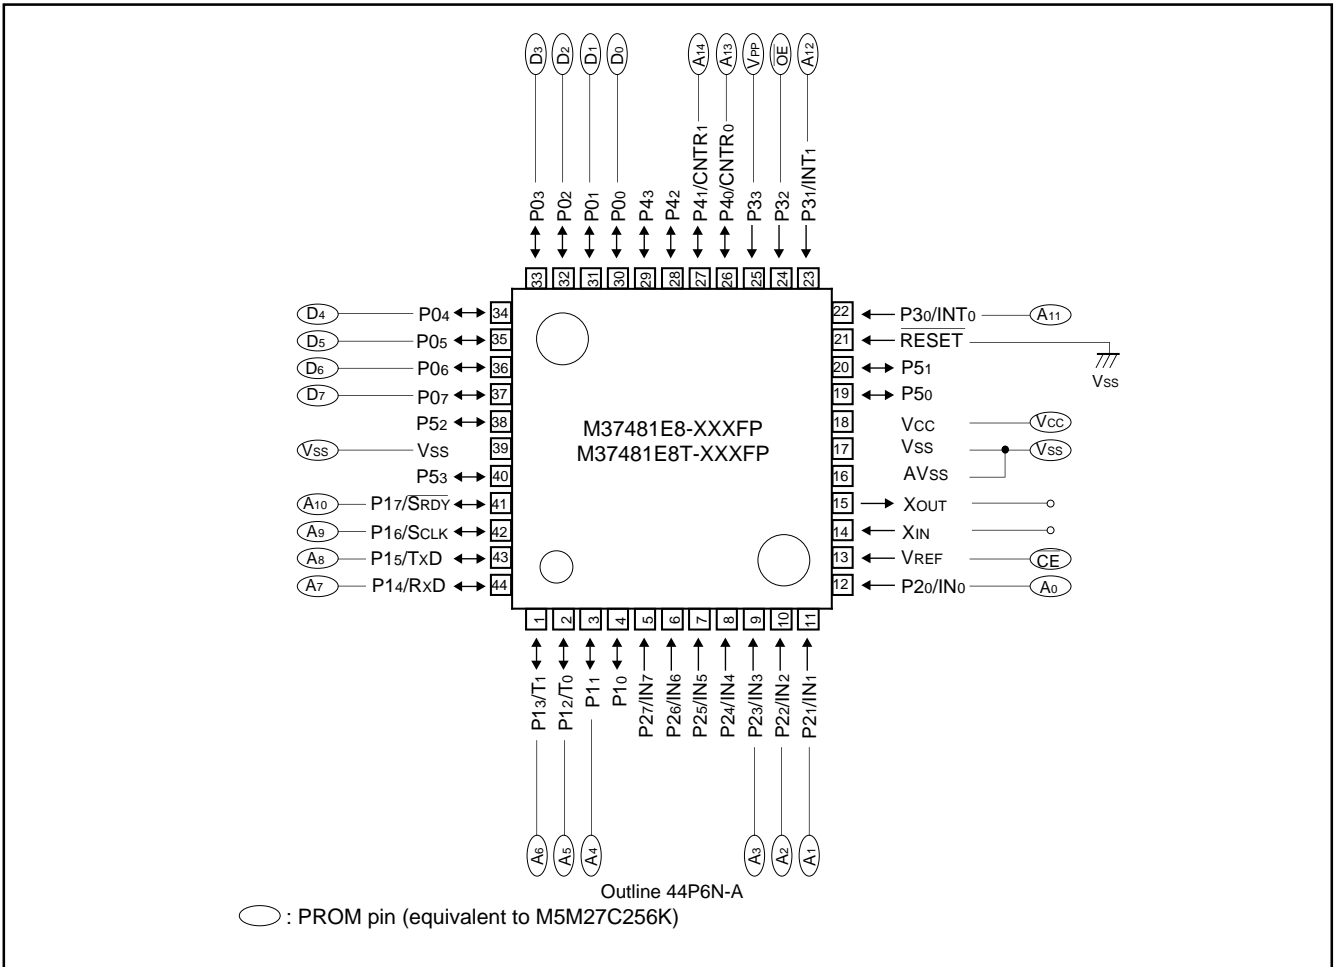 D3 D2 D1 D0 A14 A13 VPP OE A12
P03 P02 P01 P00 P43 P42 P41/CNTR1 P40/CNTR0 P33 P32 P31/INT1
33 32 31 30 29 28 27 26 25 24 23
D4 P04 34
D5 P05 35
D6 P06 36
D7 P07 37
P52 38
VSS VSS 39
P53 40
A10 P17/SRDY 41
A9 P16/SCLK 42
A8 P15/TXD 43
A7 P14/RXD 44
M37481E8-XXXFP
M37481E8T-XXXFP
22 P30/INT0 A11
21 RESET
VSS
20 P51
19 P50
18 VCC VCC
17 VSS VSS
16 AVSS
15 XOUT
14 XIN
13 VREF CE
12 P20/IN0 A0
1 2 3 4 5 6 7 8 9 10 11
P13/T1 P12/T0 P11 P10 P27/IN7 P26/IN6 P25/IN5 P24/IN4 P23/IN3 P22/IN2 P21/IN1
A6 A5 A4 A3 A2 A1
Outline 44P6N-A
: PROM pin (equivalent to M5M27C256K)